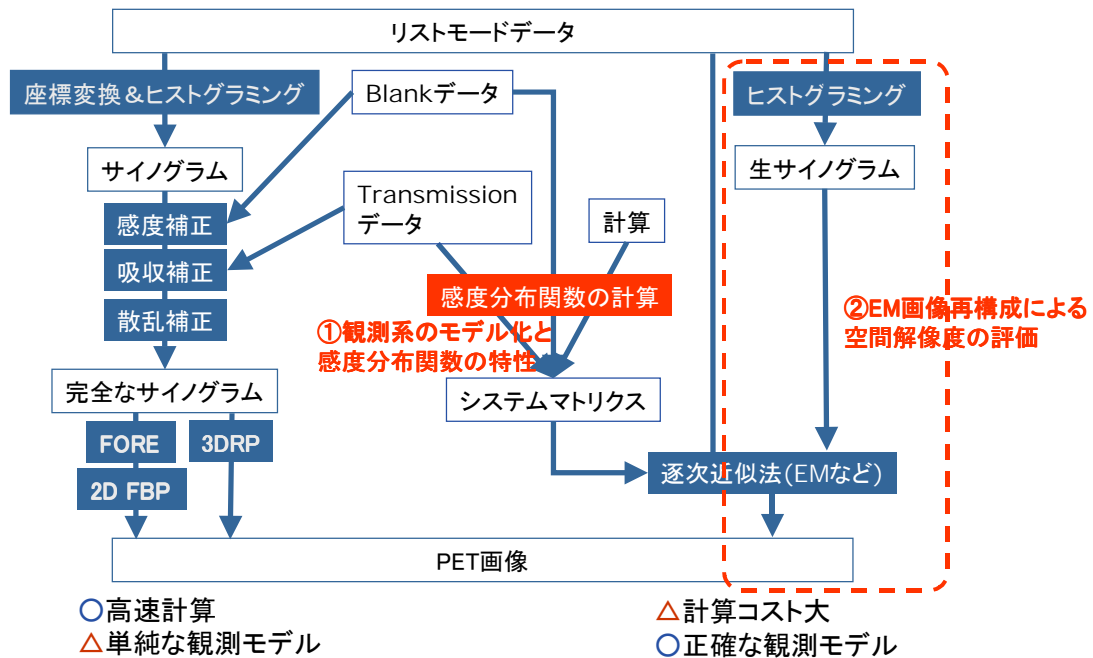 リストモードデータ
座標変換&ヒストグラミング
Blankデータ
ヒストグラミング
サイノグラム
生サイノグラム
Transmission
データ
感度補正
計算
吸収補正
感度分布関数の計算
散乱補正
①観測系のモデル化と
感度分布関数の特性
②EM画像再構成による
空間解像度の評価
完全なサイノグラム
システムマトリクス
FORE
3DRP
2D FBP
逐次近似法(EMなど)
PET画像
○高速計算
△単純な観測モデル
△計算コスト大
○正確な観測モデル